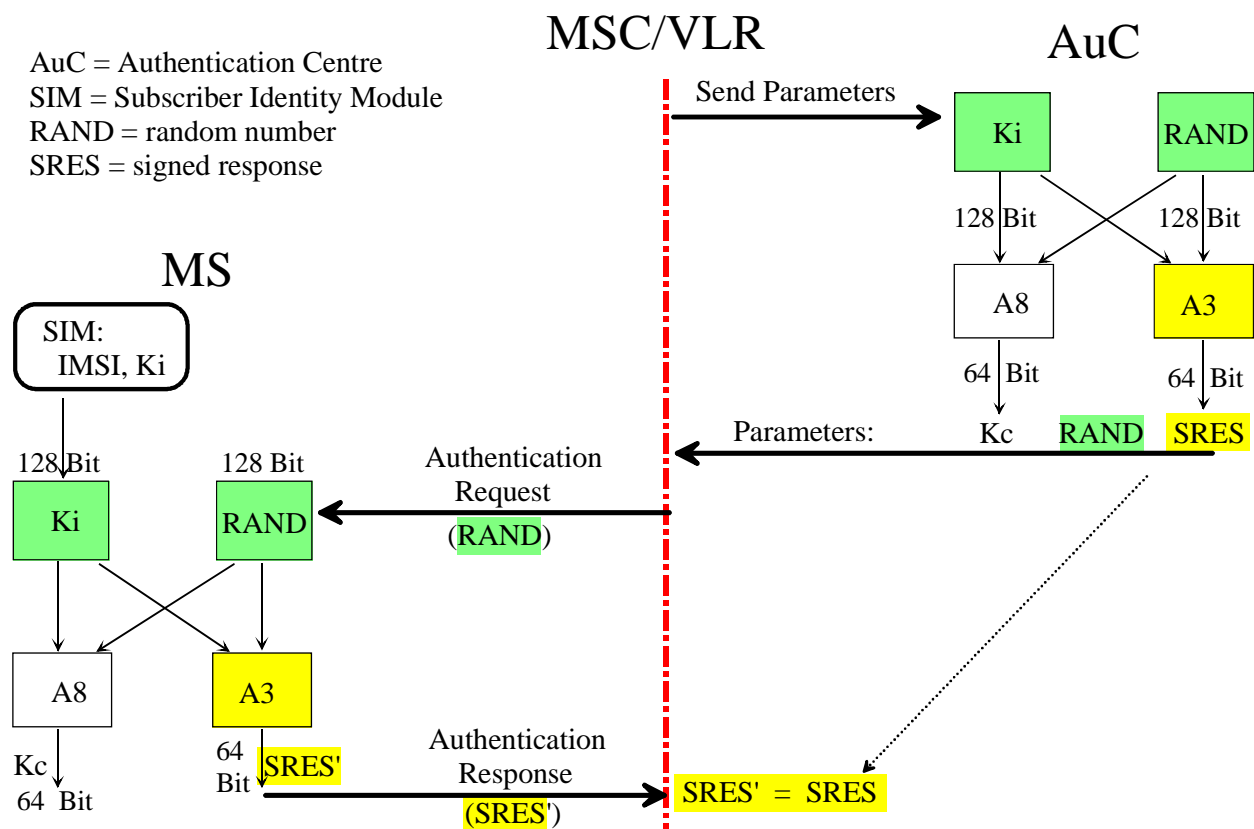 MSC/VLR
AuC
AuC = Authentication Centre
SIM = Subscriber Identity Module
RAND = random number
SRES = signed response
Send Parameters
Ki
RAND
128 Bit
128 Bit
A8
A3
64 Bit
64 Bit
Parameters:
Kc
RAND
SRES
MS
SIM:
IMSI, Ki
128 Bit
128 Bit
Ki
RAND
Authentication
Request
(RAND)
A8
A3
Kc
64 Bit
64
Bit
SRES'
Authentication
Response
(SRES')
SRES' = SRES